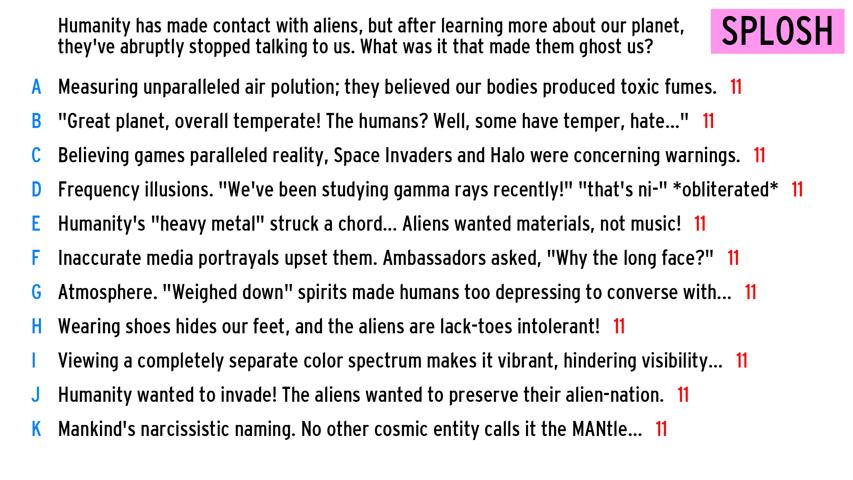 Humanity has made contact with aliens, but after learning more about our planet,
they've abruptly stopped talking to us. What was it that made them ghost us?
SPLOSH
A Measuring unparalleled air polution; they believed our bodies produced toxic fumes. 11
B "Great planet, overall temperate! The humans? Well, some have temper, hate..." 11
C Believing games paralleled reality, Space Invaders and Halo were concerning warnings. 11
D Frequency illusions. "We've been studying gamma rays recently!" "that's ni-" *obliterated* 11
E Humanity's "heavy metal" struck a chord... Aliens wanted materials, not music! 11
F Inaccurate media portrayals upset them. Ambassadors asked, "Why the long face?" 11
G Atmosphere. "Weighed down" spirits made humans too depressing to converse with... 11
H Wearing shoes hides our feet, and the aliens are lack-toes intolerant! 11
I Viewing a completely separate color spectrum makes it vibrant, hindering visibility... 11
J Humanity wanted to invade! The aliens wanted to preserve their alien-nation. 11
K Mankind's narcissistic naming. No other cosmic entity calls it the MANtle... 11